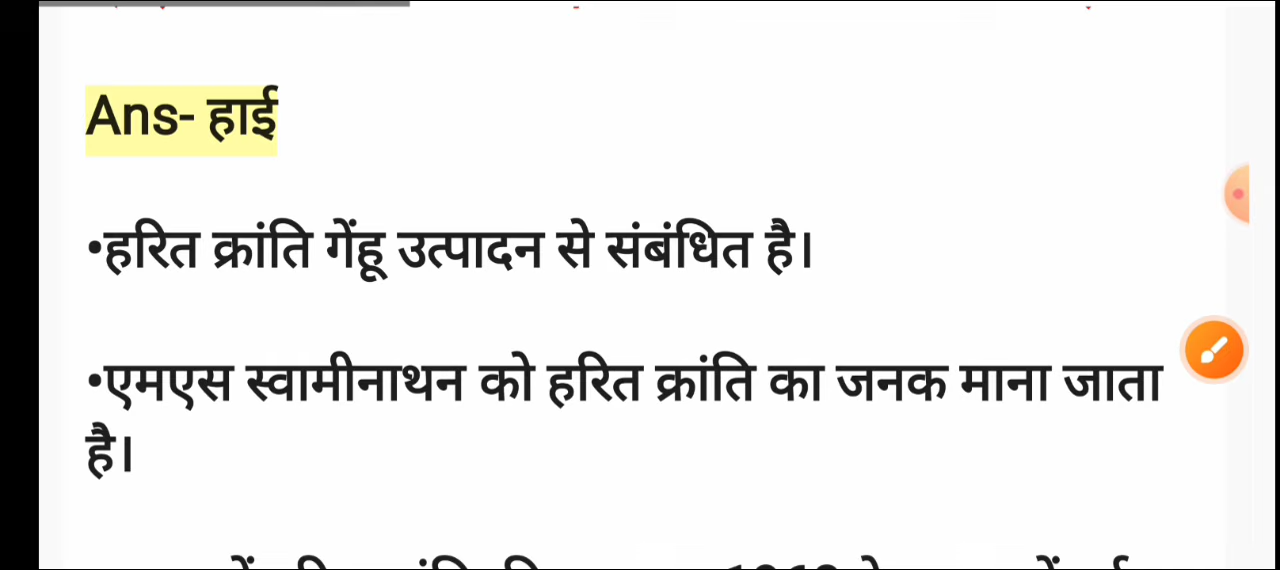 Ans- हाई
•हरित क्रांति गेंहू उत्पादन से संबंधित है।
•एमएस स्वामीनाथन को हरित क्रांति का जनक माना जाता
है।